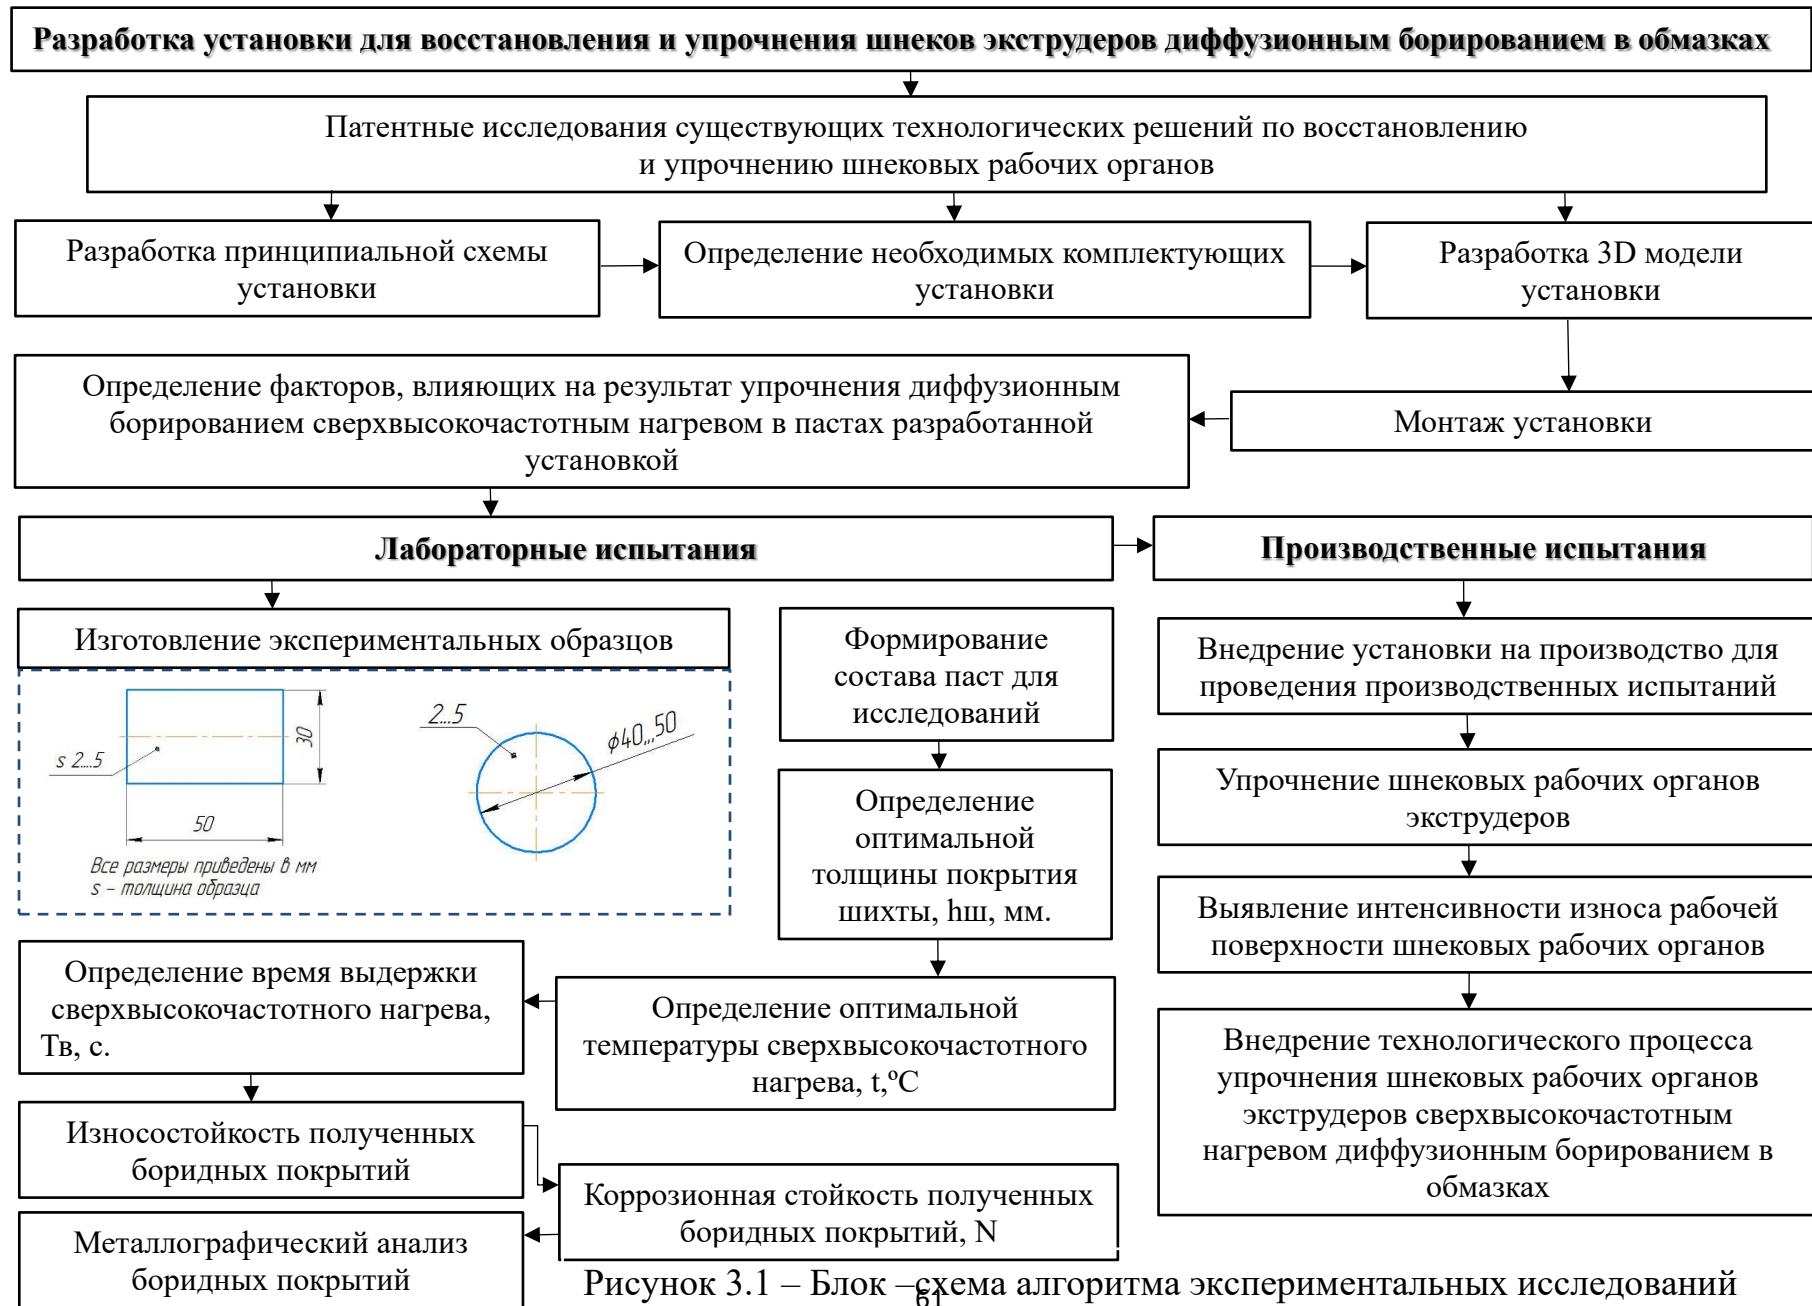 Разработка установки для восстановления и упрочнения шнеков экструдеров диффузионным борированием в обмазках
Патентные исследования существующих технологических решений по восстановлению
и упрочнению шнековых рабочих органов
Разработка принципиальной схемы
установки
Определение необходимых комплектующих
установки
Разработка 3D модели
установки
Определение факторов, влияющих на результат упрочнения диффузионным
борированием сверхвысокочастотным нагревом в пастах разработанной
установкой
Монтаж установки
Лабораторные испытания
Производственные испытания
Изготовление экспериментальных образцов
s 2...5
30
50
Все размеры приведены в мм
s – толщина образца
2...5
ϕ40...50
Формирование
состава паст для
исследований
Определение
оптимальной
толщины покрытия
шихты, hш, мм.
Определение оптимальной
температуры сверхвысокочастотного
нагрева, t,ºС
Определение время выдержки
сверхвысокочастотного нагрева,
Тв, с.
Износостойкость полученных
боридных покрытий
Коррозионная стойкость полученных
боридных покрытий, N
Металлографический анализ
боридных покрытий
Внедрение установки на производство для
проведения производственных испытаний
Упрочнение шнековых рабочих органов
экструдеров
Выявление интенсивности износа рабочей
поверхности шнековых рабочих органов
Внедрение технологического процесса
упрочнения шнековых рабочих органов
экструдеров сверхвысокочастотным
нагревом диффузионным борированием в
обмазках
Рисунок 3.1 – Блок –схема алгоритма экспериментальных исследований
61